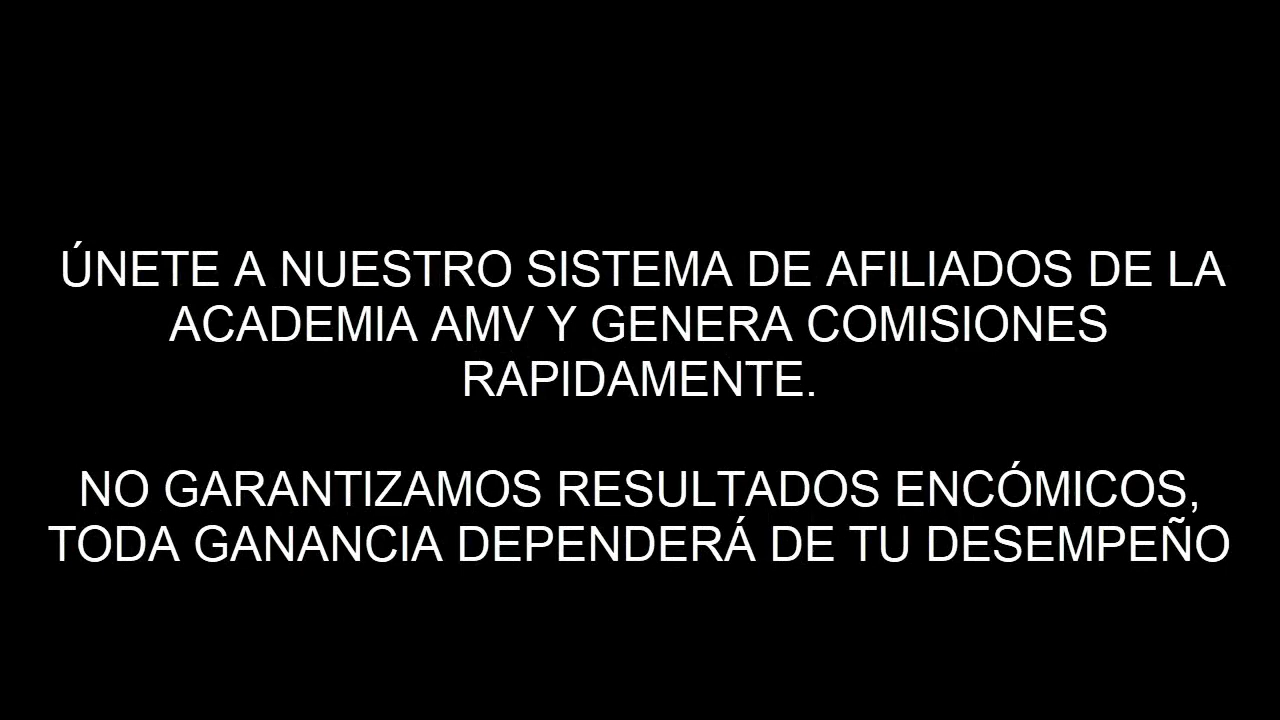 ÚNETE A NUESTRO SISTEMA DE AFILIADOS DE LA
ACADEMIA AMV Y GENERA COMISIONES
RAPIDAMENTE.
NO GARANTIZAMOS RESULTADOS ENCÓMICOS,
TODA GANANCIA DEPENDERÁ DE TU DESEMPEÑO